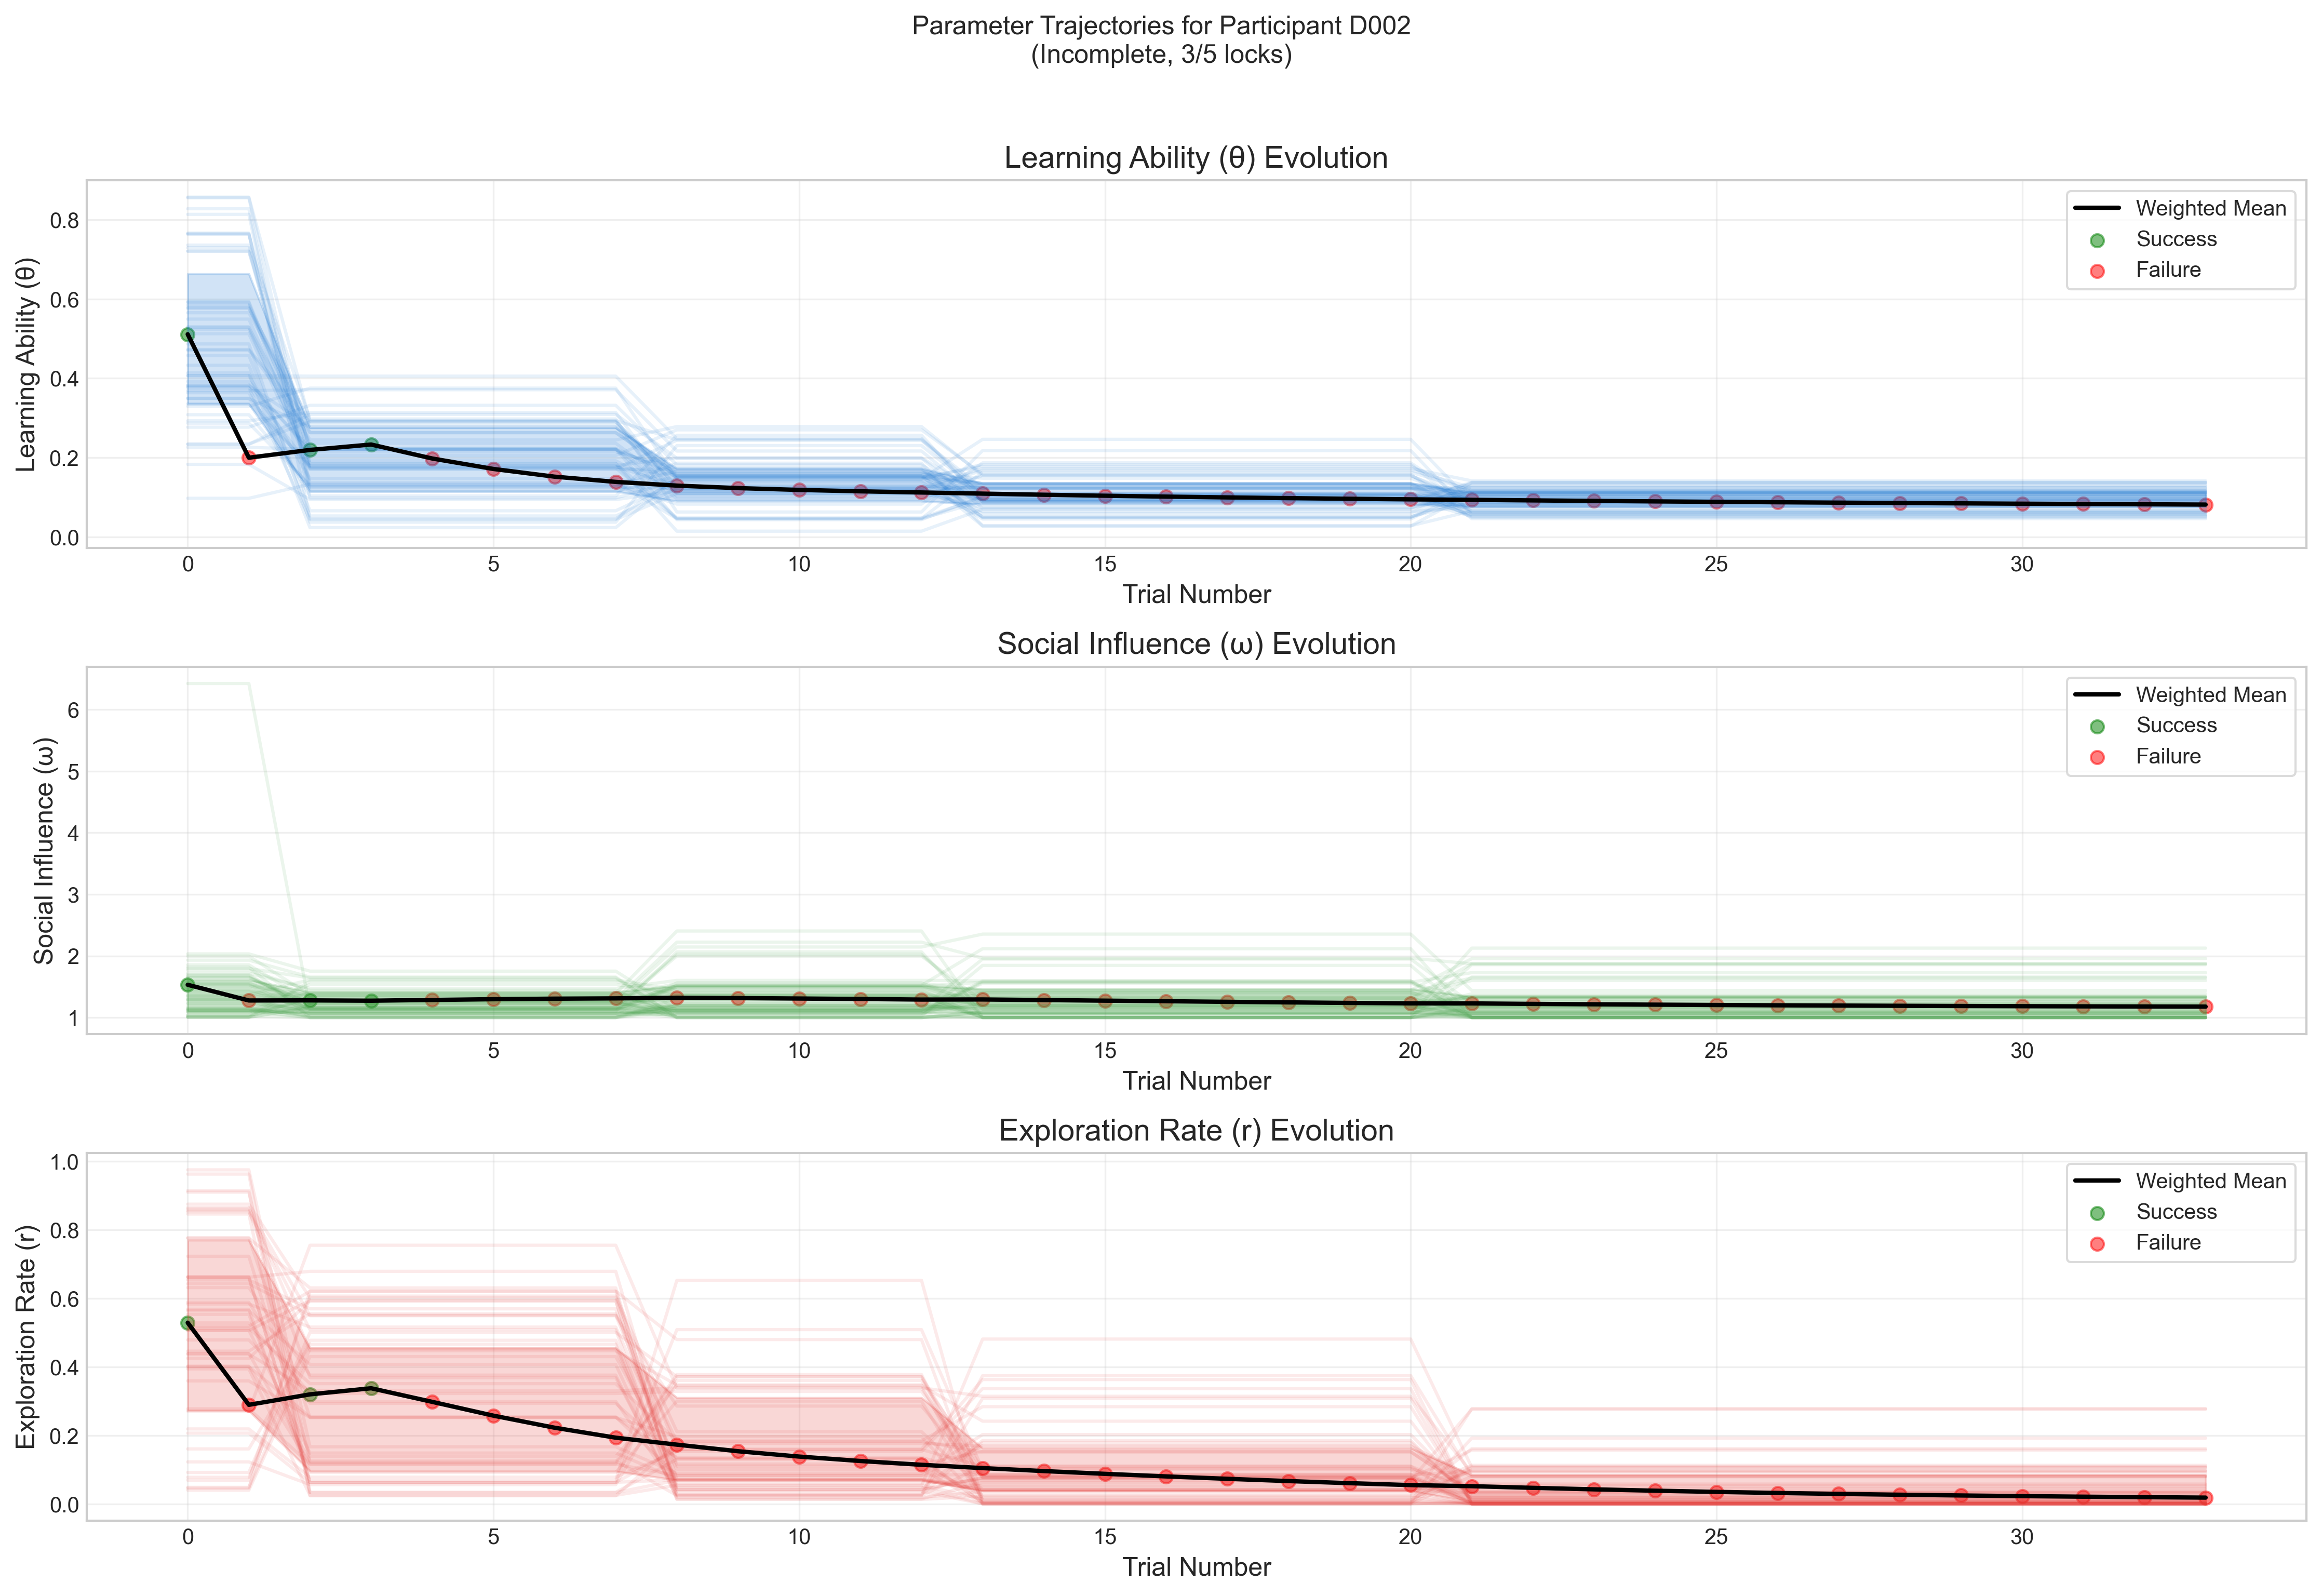 Parameter Trajectories for Participant D002
(Incomplete, 3/5 locks)
Learning Ability (θ) Evolution
Learning Ability (θ)
0.8
0.6
0.4
0.2
0.0
Weighted Mean
Success
Failure
0 5 10 15 20 25 30
Trial Number
Social Influence (ω) Evolution
Social Influence (ω)
6
5
4
3
2
1
Weighted Mean
Success
Failure
0 5 10 15 20 25 30
Trial Number
Exploration Rate (r) Evolution
Exploration Rate (r)
1.0
0.8
0.6
0.4
0.2
0.0
Weighted Mean
Success
Failure
0 5 10 15 20 25 30
Trial Number